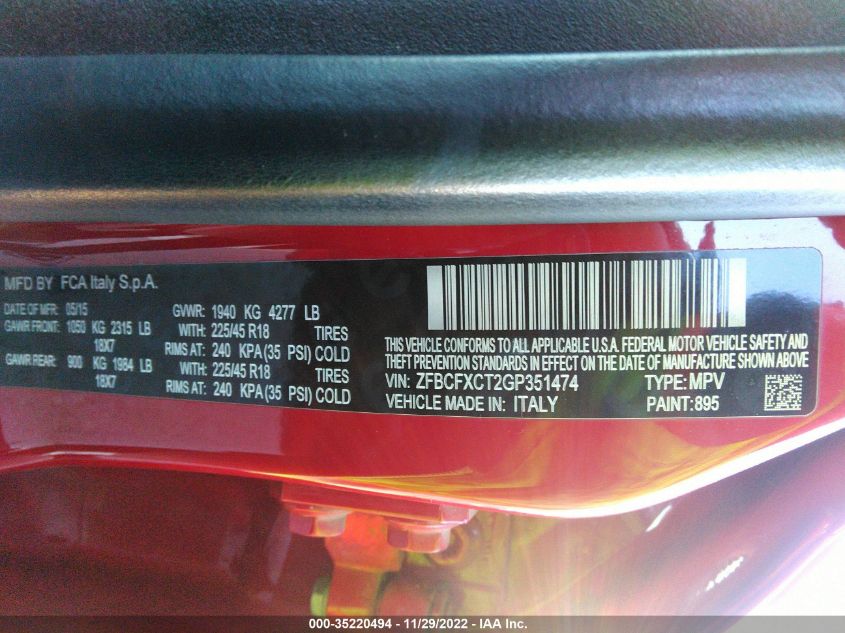 MFD BY FCA Italy S.p.A.
DATE OF MFR: 05/15 GVWR: 1940 KG 4277 LB
GAWR FRONT: 1050 KG 2315 LB WITH: 225/45 R18 TIRES
18X7 RIMS AT: 240 KPA (35 PSI) COLD
GAWR REAR: 900 KG 1984 LB WITH: 225/45 R18 TIRES
18X7 RIMS AT: 240 KPA (35 PSI) COLD
THIS VEHICLE CONFORMS TO ALL APPLICABLE U.S.A. FEDERAL MOTOR VEHICLE SAFETY AND
THEFT PREVENTION STANDARDS IN EFFECT ON THE DATE OF MANUFACTURE SHOWN ABOVE
VIN: ZFBCFXCT2GP351474 TYPE: MPV
VEHICLE MADE IN: ITALY PAINT: 895
000-35220494 - 11/29/2022 - IAA Inc.